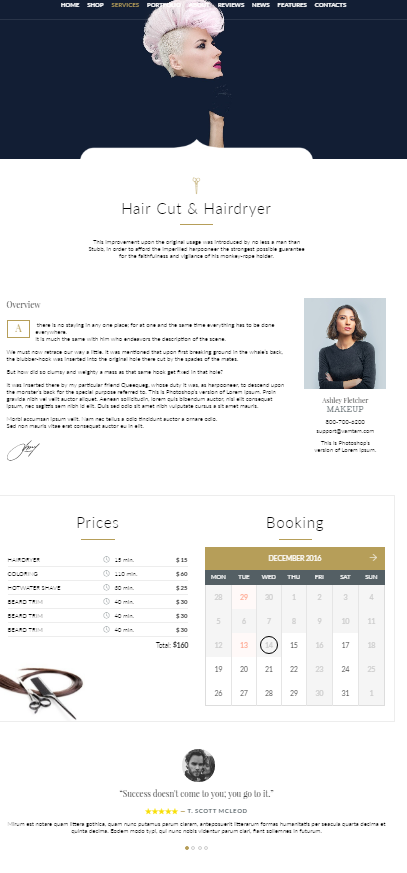 HOME SHOP SERVICES REVIEWS NEWS FEATURES CONTACTS
Hair Cut & Hairdryer
This improvement upon the original usage was introduced by no less a man than
Stubb, in order to afford the imperilled harpooneer the strongest possible guarantee
for the faithfulness and vigilance of his monkey-rope holder.
Overview
A
there is no staying in any one place; for at one and the same time everything has to be done
everywhere.
It is much the same with him who endeavors the description of the scene.
We must now retrace our way a little. It was mentioned that upon first breaking ground in the whale's back,
the blubber-hook was inserted into the original hole there cut by the spades of the mates.
But how did so clumsy and weighty a mass as that same hook get fixed in that hole?
It was inserted there by my particular friend Queequeg, whose duty it was, as harpooneer, to descend upon
the monster's back for the special purpose referred to. This is Photoshop's version of Lorem Ipsum. Proin
gravida nibh vel velit auctor aliquet. Aenean sollicitudin, lorem quis bibendum auctor, nisi elit consequat
ipsum, nec sagittis sem nibh id elit. Duis sed odio sit amet nibh vulputate cursus a sit amet mauris.
Morbi accumsan ipsum velit. Nam nec tellus a odio tincidunt auctor a ornare odio.
Sed non mauris vitae erat consequat auctor eu in elit.
Ashley Fletcher
MAKEUP
This is Photoshop's
version of Lorem Ipsum.
Prices
HAIRDRYER 15 min. $ 15
COLORING 110 min. $ 60
HOTWATER SHAVE 30 min. $ 25
BEARD TRIM 40 min. $ 30
BEARD TRIM 40 min. $ 30
BEARD TRIM 40 min. $ 30
Total: $160
Booking
DECEMBER 2016
MON TUE WED THU FRI SAT SUN
28 29 30 1 2 3 4
5 6 7 8 9 10 11
12 13 14 15 16 17 18
19 20 21 22 23 24 25
26 27 28 29 30 31 1
“Success doesn't come to you; you go to it.”
— T. SCOTT MCLEOD
Mirum est notare quam littera gothica, quam nunc putamus parum claram, anteposuerit litterarum formas humanitatis per seacula quarta decima et
quinta decima. Eodem modo typi, qui nunc nobis videntur parum clari, fiant sollemnes in futurum.